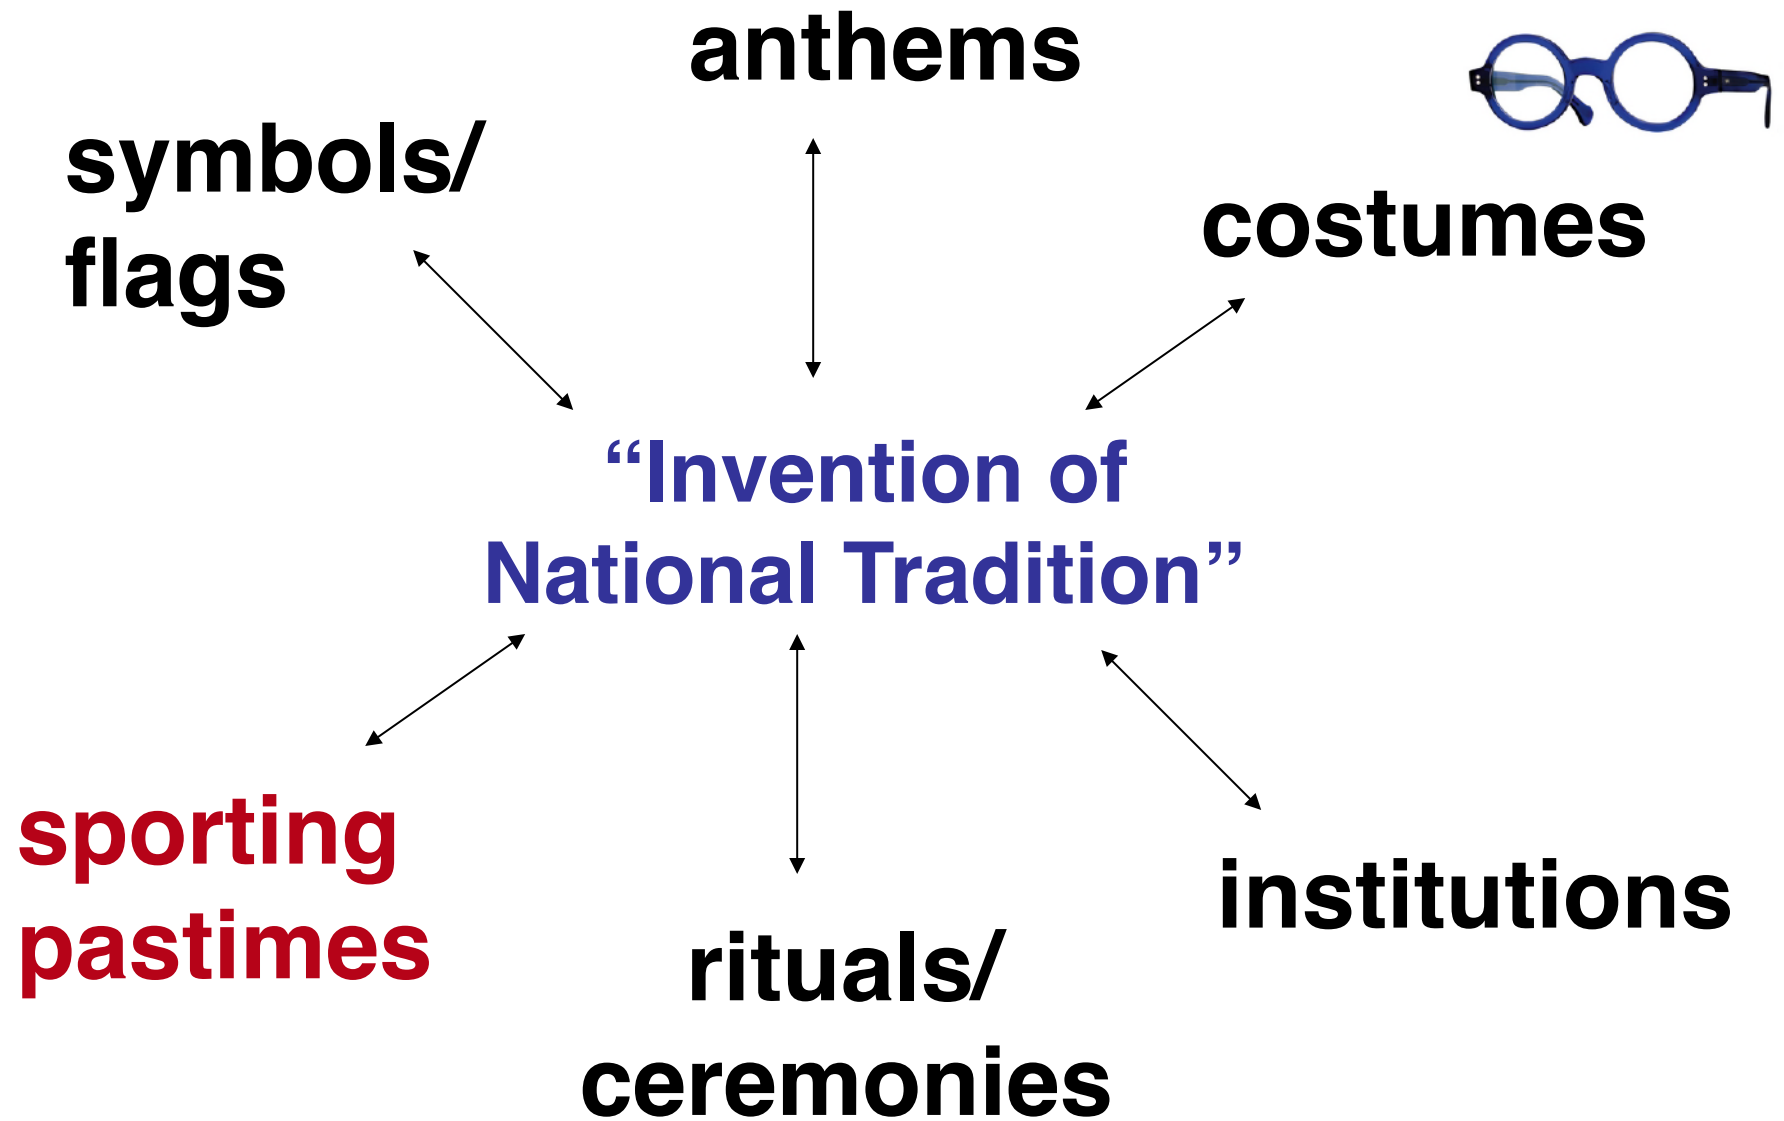 anthems
symbols/
flags
costumes
“Invention of
National Tradition”
sporting
pastimes
institutions
rituals/
ceremonies